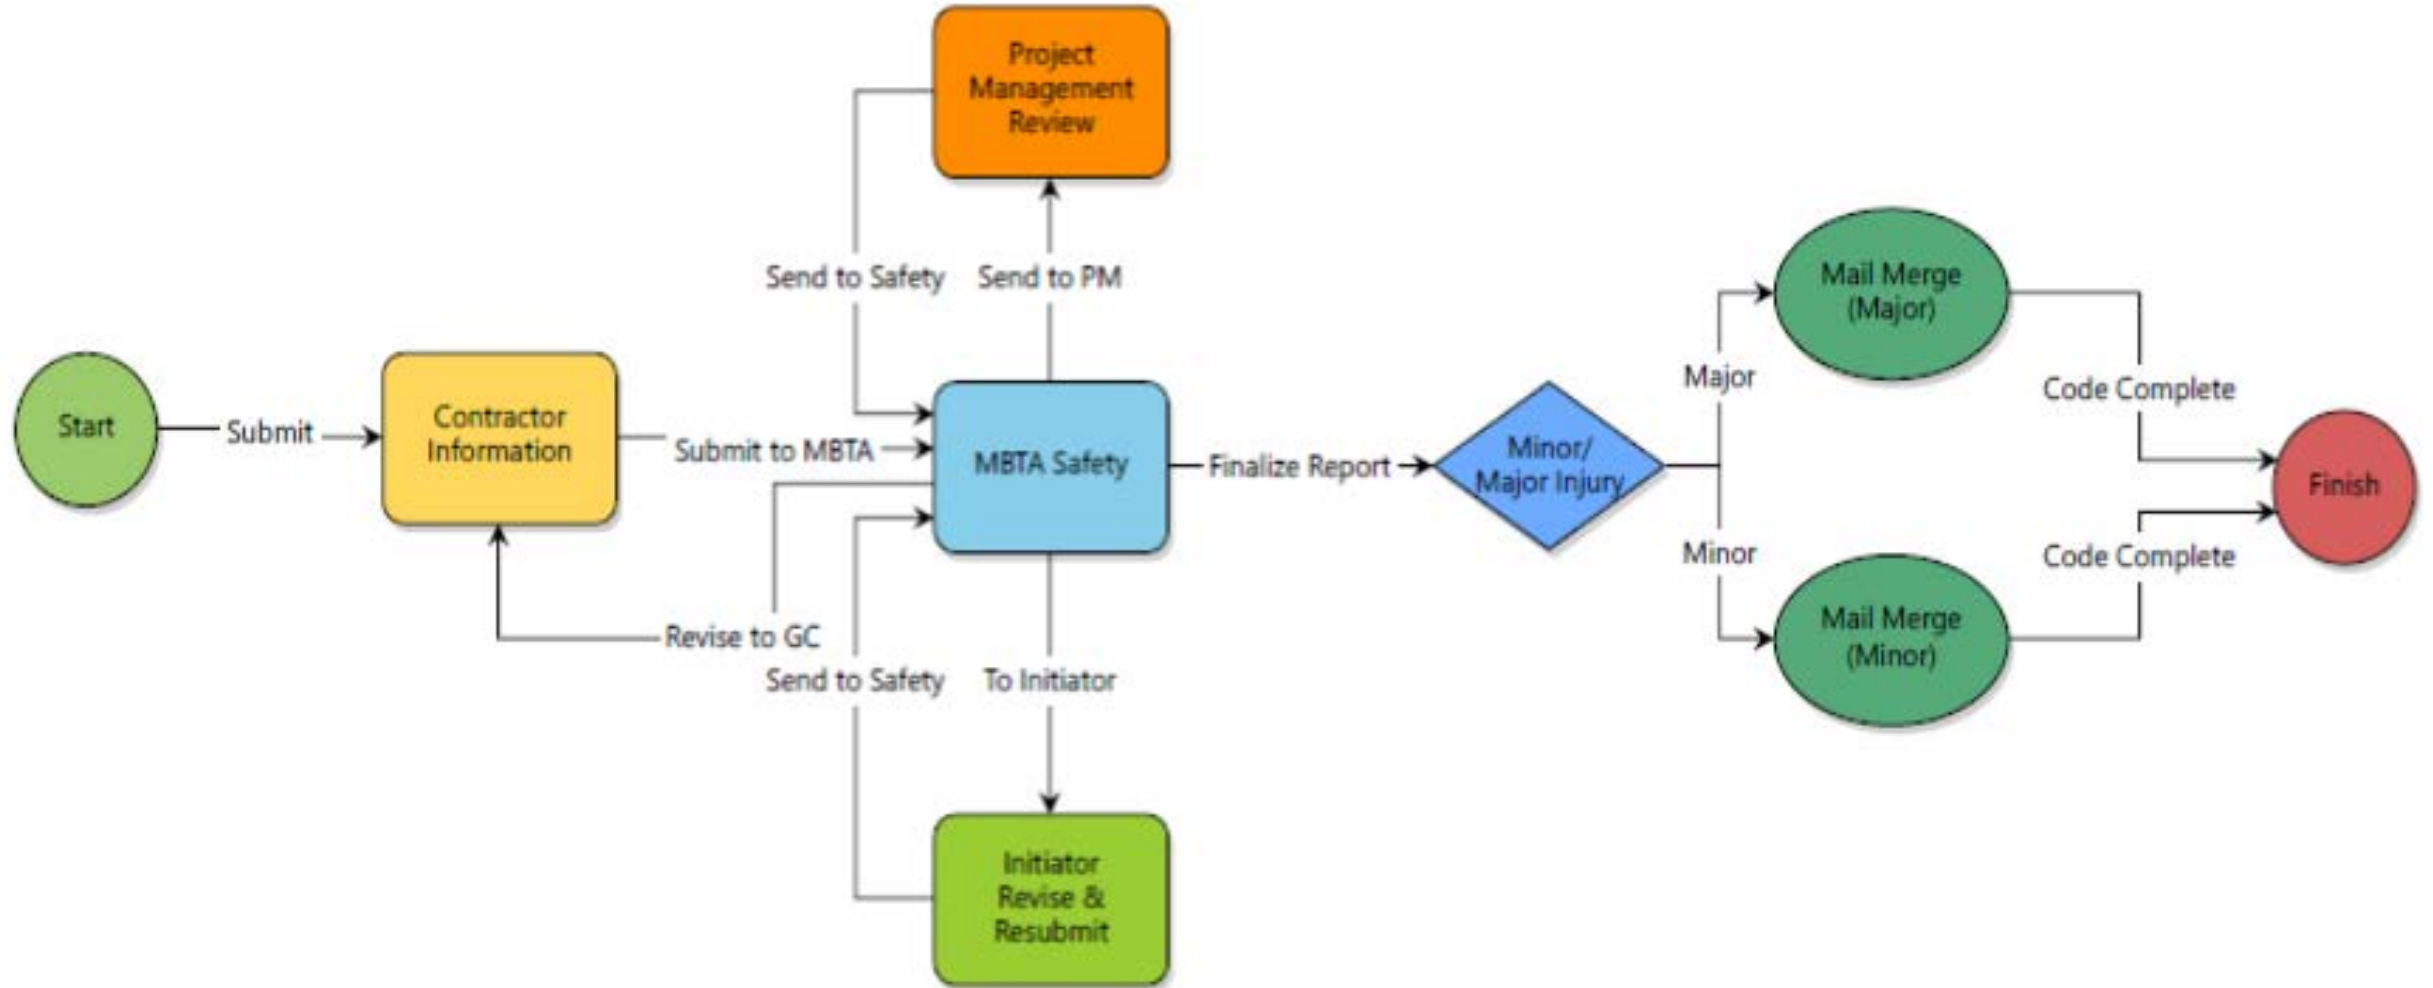 Project
Management
Review
Send to Safety
Send to PM
Mail Merge
(Major)
Start
Submit
Contractor
Information
Submit to MBTA
MBTA Safety
Finalize Report
Minor/
Major Injury
Major
Minor
Code Complete
Finish
Code Complete
Mail Merge
(Minor)
Revise to GC
Send to Safety
To Initiator
Initiator
Revise &
Resubmit